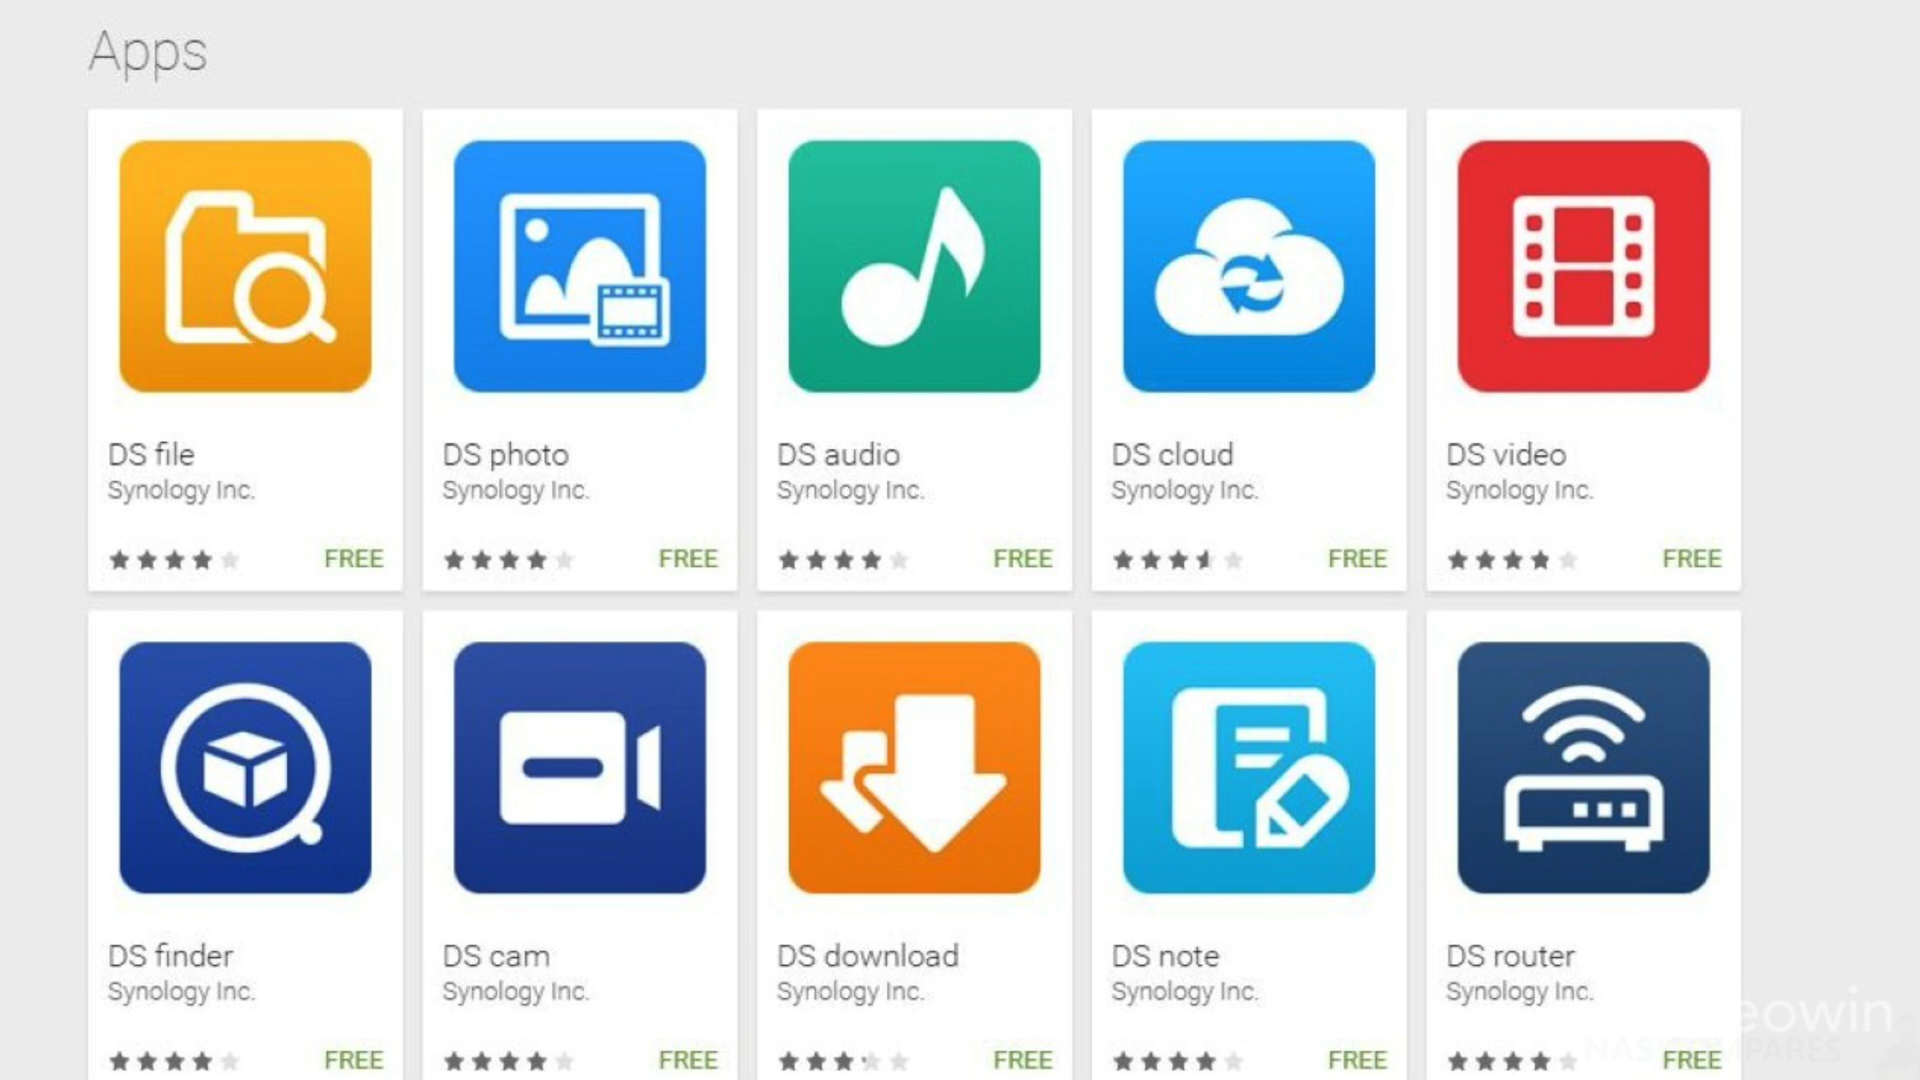 Apps
DS file
Synology Inc.
FREE
DS photo
Synology Inc.
FREE
DS audio
Synology Inc.
FREE
DS cloud
Synology Inc.
FREE
DS video
Synology Inc.
FREE
DS finder
Synology Inc.
FREE
DS cam
Synology Inc.
FREE
DS download
Synology Inc.
FREE
DS note
Synology Inc.
FREE
DS router
Synology Inc.
FREE
eowin
NASCOMPARES